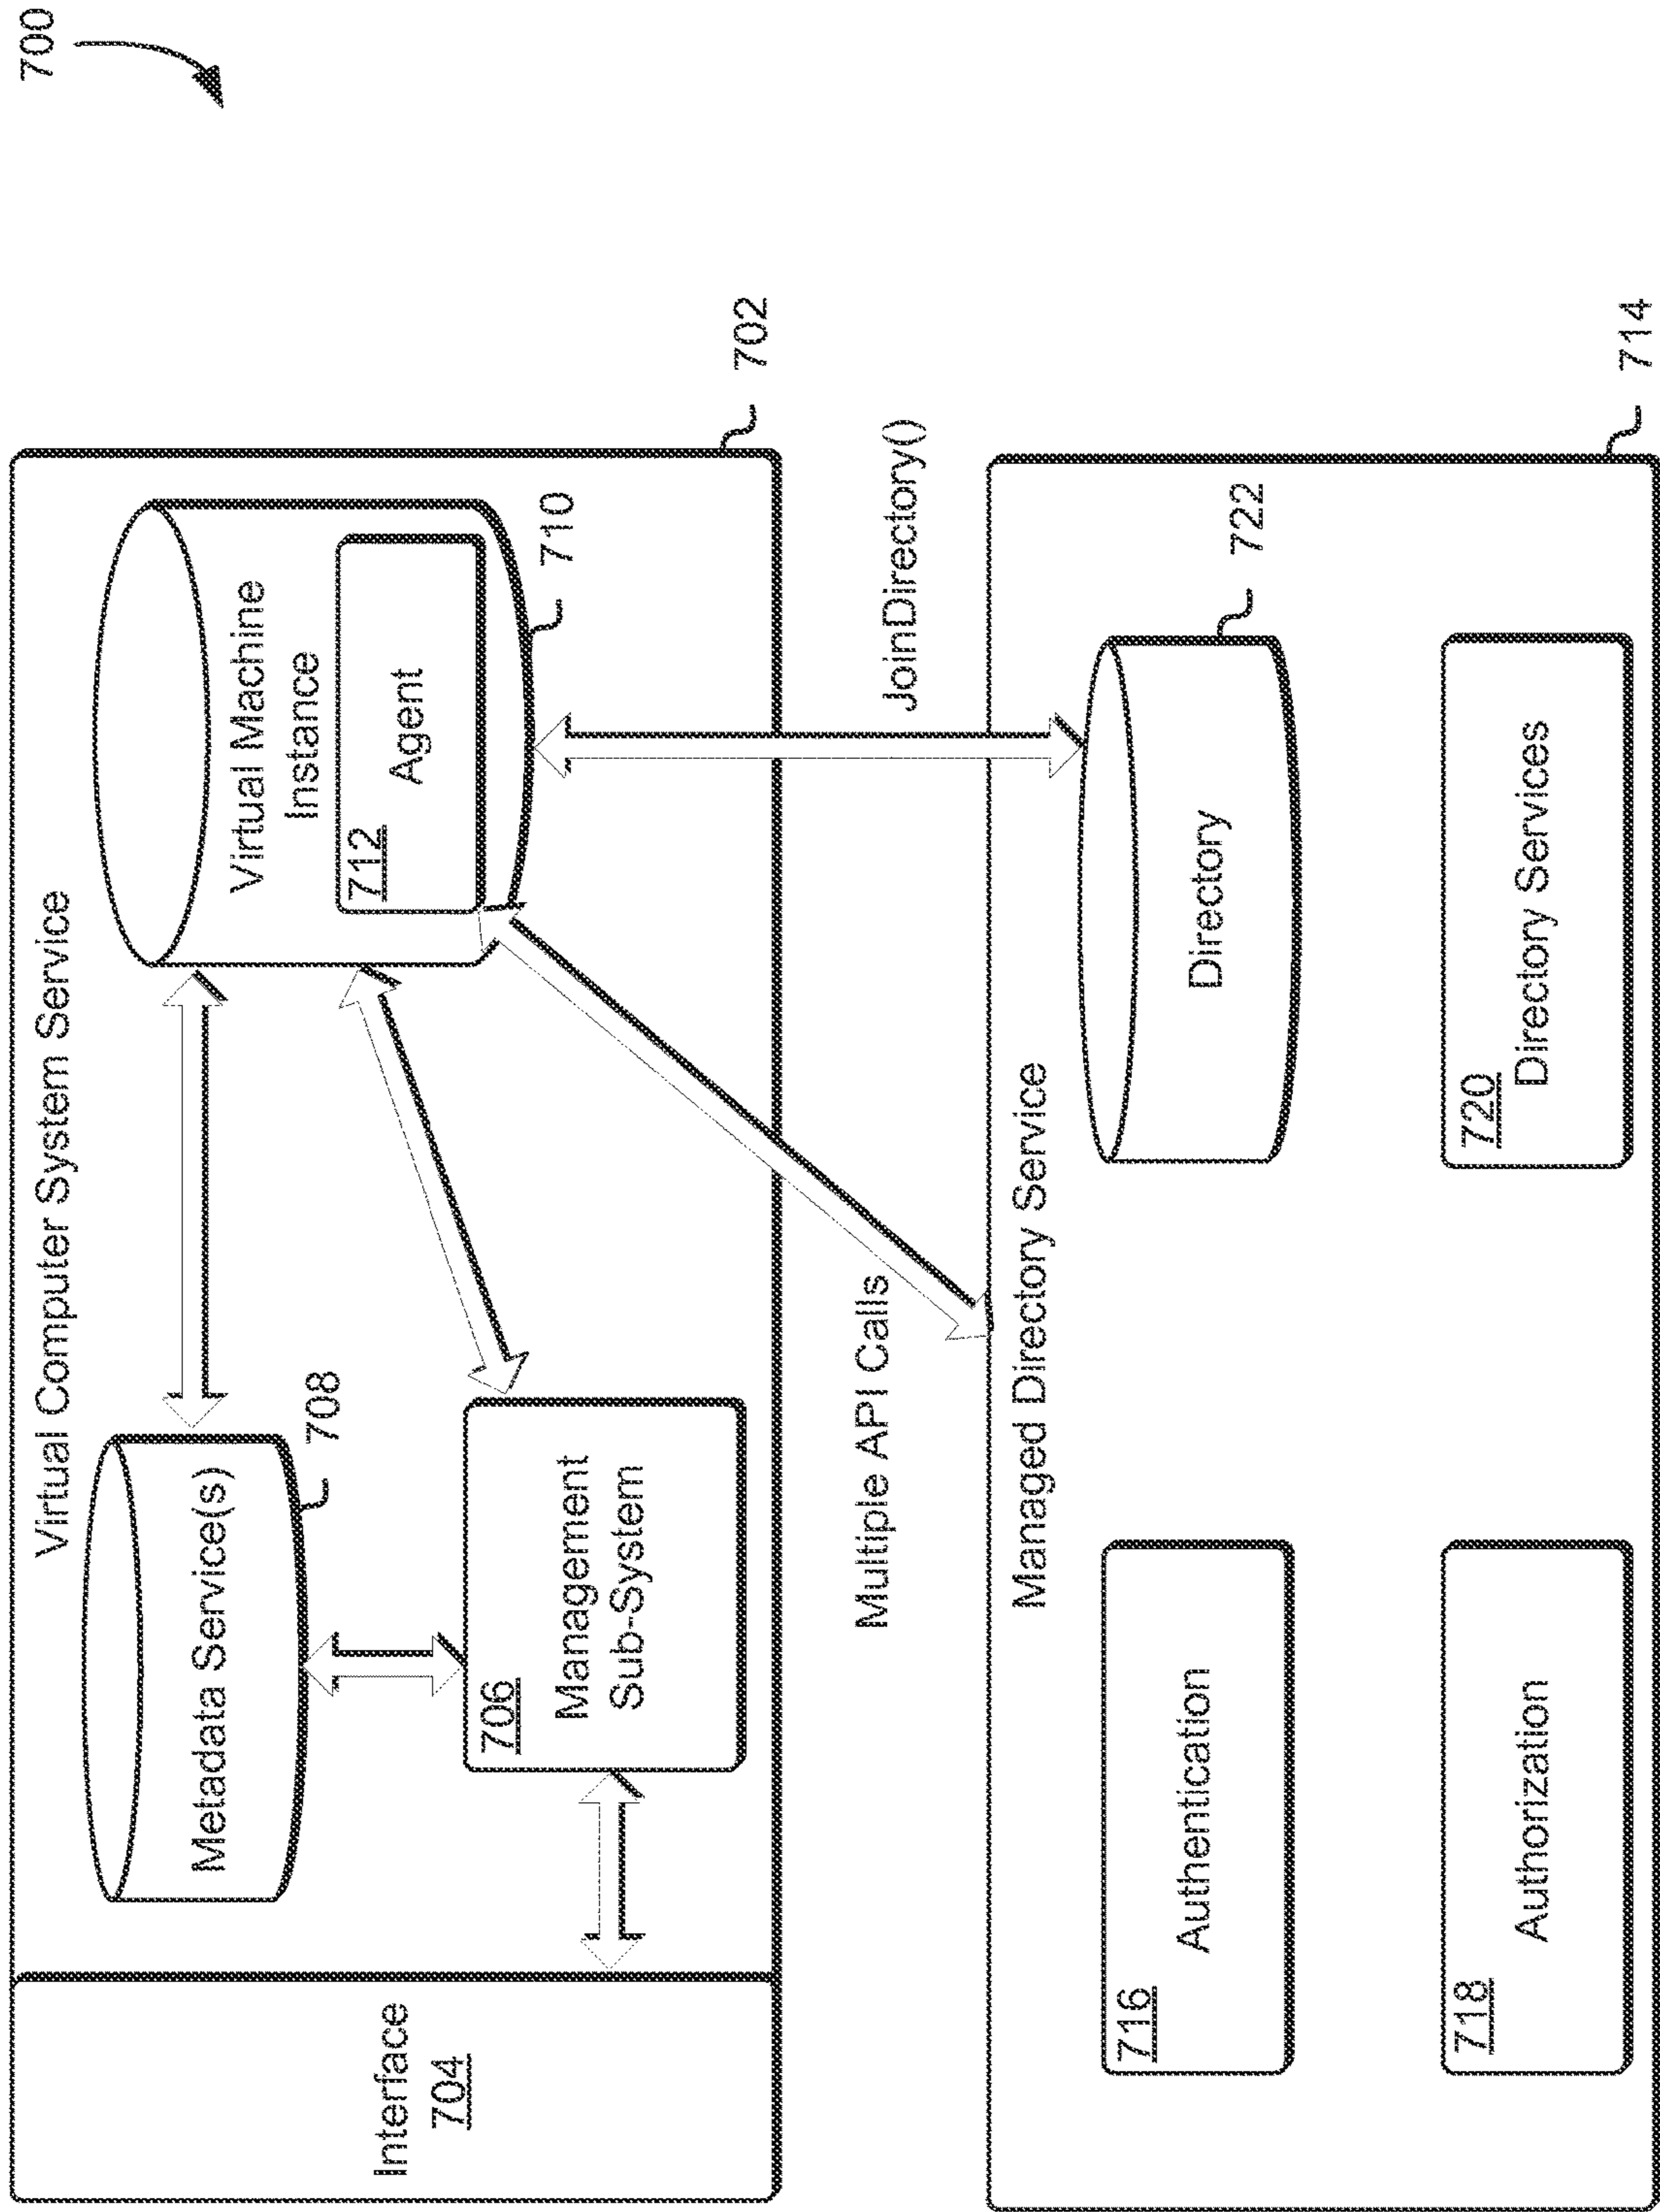 700
Virtual Computer System Service
702
Interface
704
Metadata Service(s)
708
706
Management
Sub-System
Virtual Machine
Instance
712
Agent
710
Multiple API Calls
JoinDirectory()
Managed Directory Service
714
716
Authentication
Directory
722
718
Authorization
720
Directory Services